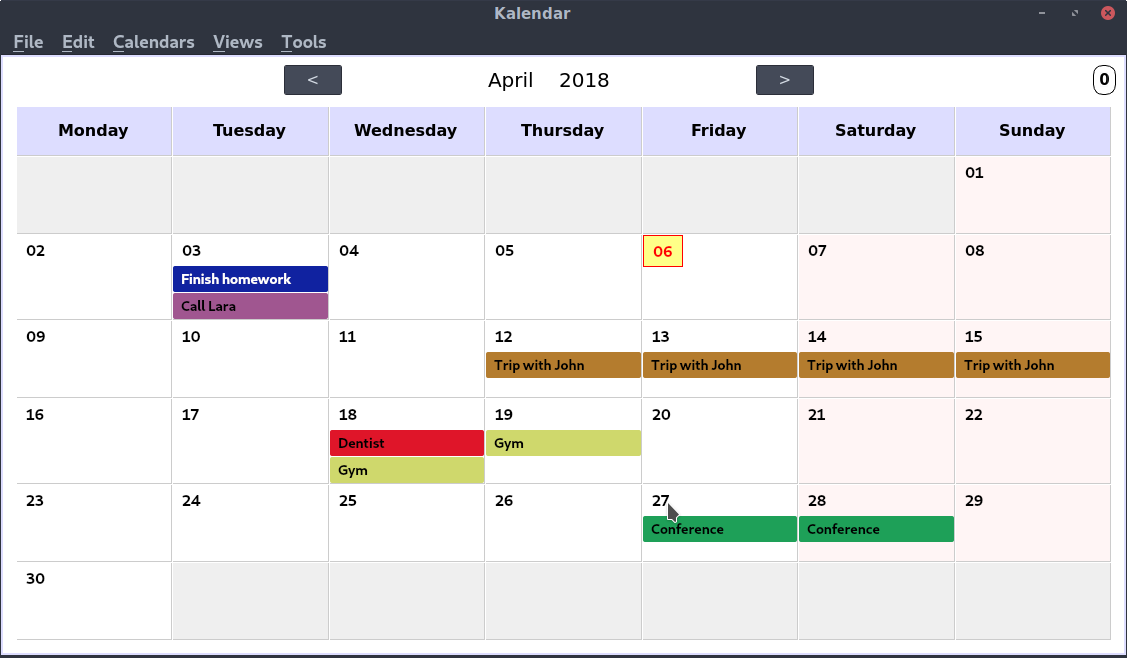 Kalendar
File Edit Calendars Views Tools
< April 2018 > 0
Monday Tuesday Wednesday Thursday Friday Saturday Sunday
01
02 03 04 05 06 07 08
Finish homework
Call Lara
09 10 11 12 13 14 15
Trip with John Trip with John Trip with John Trip with John
16 17 18 19 20 21 22
Dentist Gym
Gym
23 24 25 26 27 28 29
Conference Conference
30